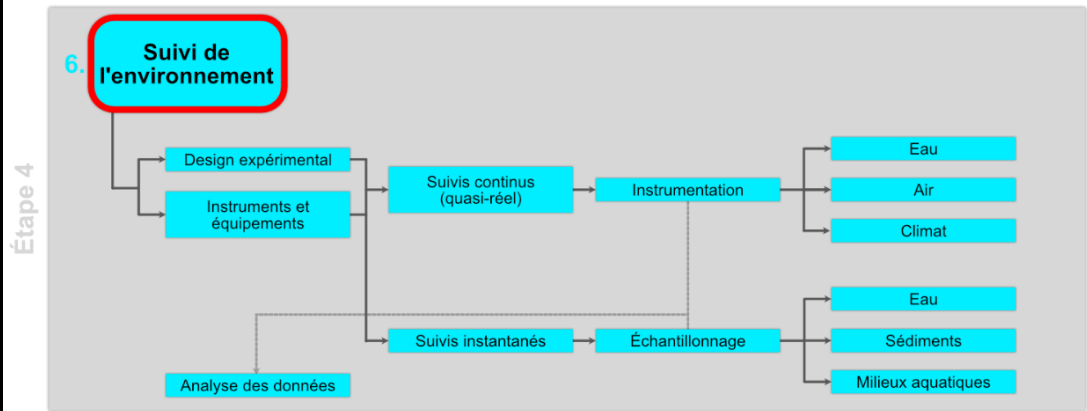 Étape 4
6.
Suivi de
l'environnement
Design expérimental
Instruments et
équipements
Suivis continus
(quasi-réel)
Instrumentation
Eau
Air
Climat
Suivis instantanés
Échantillonnage
Eau
Sédiments
Milieux aquatiques
Analyse des données